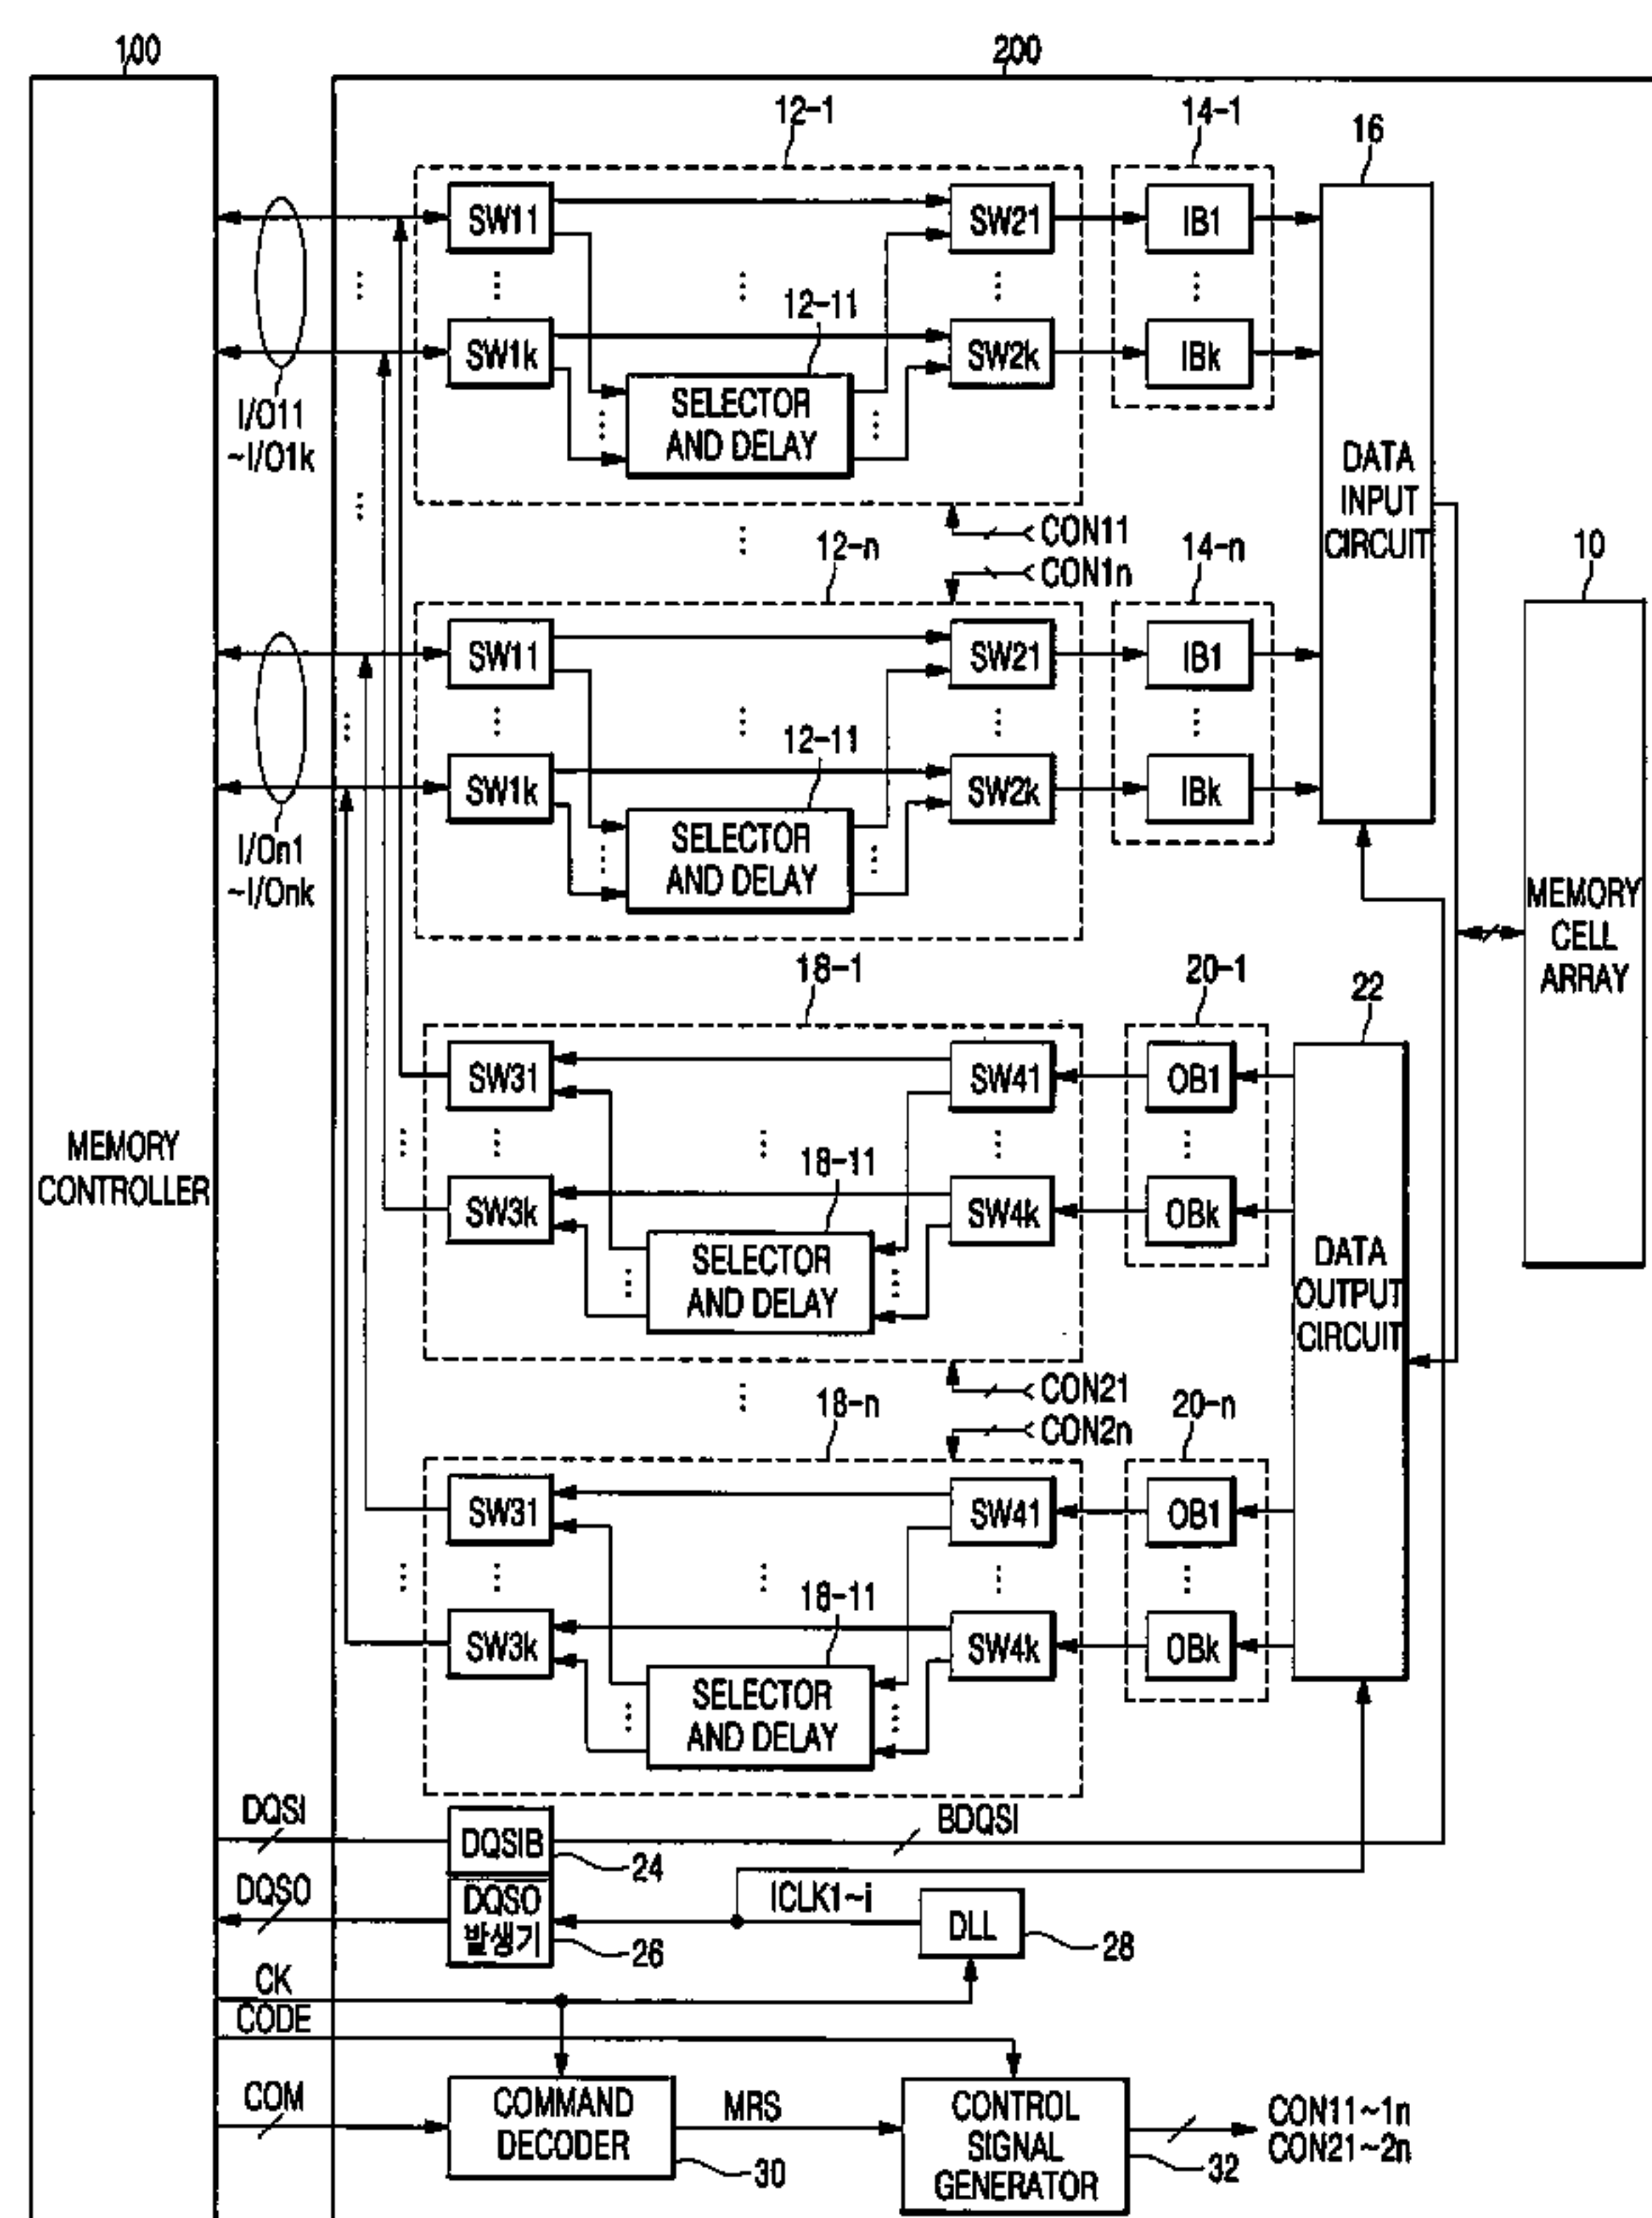 100
200
12-1
14-1
16
SW11
SW21
IB1
12-11
SW1k
SW2k
IBk
SELECTOR
AND DELAY
I/O11
~I/O1k
DATA
INPUT
CIRCUIT
CON11
12-n
14-n
10
CON1n
SW11
SW21
IB1
12-11
SW1k
SW2k
IBk
SELECTOR
AND DELAY
I/On1
~I/Onk
MEMORY
CELL
ARRAY
18-1
20-1
22
SW31
SW41
OB1
MEMORY
CONTROLLER
18-11
SW3k
SW4k
OBk
SELECTOR
AND DELAY
DATA
OUTPUT
CIRCUIT
CON21
18-n
20-n
CON2n
SW31
SW41
OB1
18-11
SW3k
SW4k
OBk
SELECTOR
AND DELAY
DQSI
DQSIB
24
BDQSI
DQSO
DQSO
발생기
26
ICLK1~i
DLL
28
CK
CODE
COM
COMMAND
DECODER
30
MRS
CONTROL
SIGNAL
GENERATOR
32
CON11~1n
CON21~2n